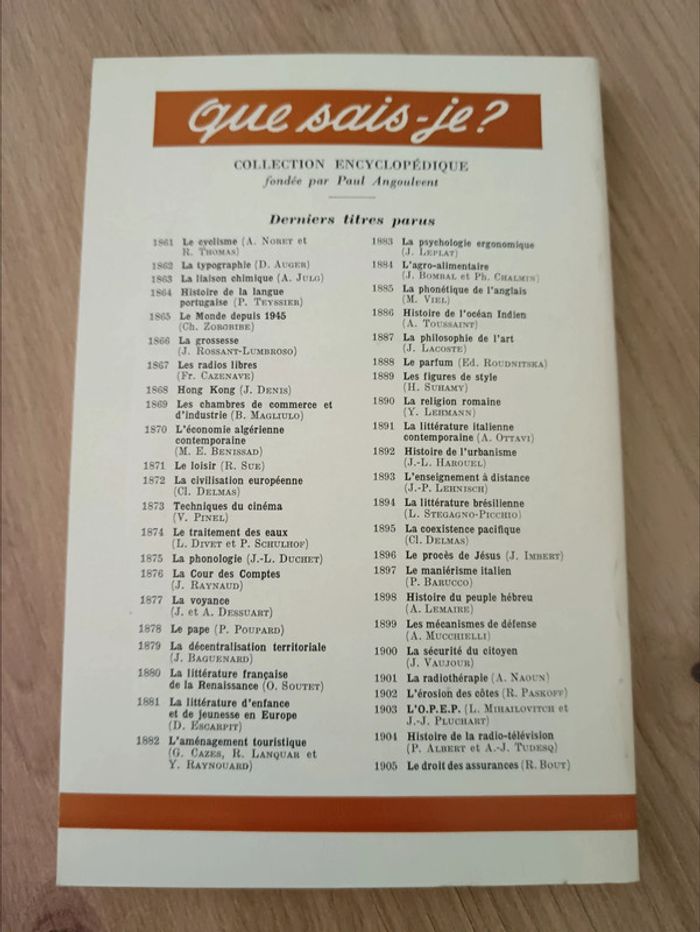 que sais-je?
COLLECTION ENCYCLOPÉDIQUE
fondée par Paul Angoulvent
Derniers titres parus
1861 Le cyclisme (A. NORET et
R. THOMAS)
1862 La typographie (D. AUGER)
1863 La liaison chimique (A. JULG)
1864 Histoire de la langue
portugaise (P. TEYSSIER)
1865 Le Monde depuis 1945
(Ch. ZORGBIBE)
1866 La grossesse
(J. ROSSANT-LUMBROSO)
1867 Les radios libres
(Fr. CAZENAVE)
1868 Hong Kong (J. DENIS)
1869 Les chambres de commerce et
d'industrie (B. MAGLIULO)
1870 L'économie algérienne
contemporaine
(M. E. BENISSAD)
1871 Le loisir (R. SUE)
1872 La civilisation européenne
(Cl. DELMAS)
1873 Techniques du cinéma
(V. PINEL)
1874 Le traitement des eaux
(L. DIVET et P. SCHULHOF)
1875 La phonologie (J.-L. DUCHET)
1876 La Cour des Comptes
(J. RAYNAUD)
1877 La voyance
(J. et A. DESSUART)
1878 Le pape (P. POUPARD)
1879 La décentralisation territoriale
(J. BAGUENARD)
1880 La littérature française
de la Renaissance (O. SOUTET)
1881 La littérature d'enfance
et de jeunesse en Europe
(D. ESCARPIT)
1882 L'aménagement touristique
(G. CAZES, R. LANQUAR et
Y. RAYNOUARD)
1883 La psychologie ergonomique
(J. LEPLAT)
1884 L'agro-alimentaire
(J. BOMBAL et Ph. CHALMIN)
1885 La phonétique de l'anglais
(M. VIEL)
1886 Histoire de l'océan Indien
(A. TOUSSAINT)
1887 La philosophie de l'art
(J. LACOSTE)
1888 Le parfum (Ed. ROUDNITSKA)
1889 Les figures de style
(H. SUHAMY)
1890 La religion romaine
(Y. LEHMANN)
1891 La littérature italienne
contemporaine (A. OTTAVI)
1892 Histoire de l'urbanisme
(J.-L. HAROUEL)
1893 L'enseignement à distance
(J.-P. LEHNISCH)
1894 La littérature brésilienne
(L. STEGAGNO-PICCHIO)
1895 La coexistence pacifique
(Cl. DELMAS)
1896 Le procès de Jésus (J. IMBERT)
1897 Le maniérisme italien
(P. BARUCCO)
1898 Histoire du peuple hébreu
(A. LEMAIRE)
1899 Les mécanismes de défense
(A. MUCCHIELLI)
1900 La sécurité du citoyen
(J. VAUJOUR)
1901 La radiothérapie (A. NAOUN)
1902 L'érosion des côtes (R. PASKOFF)
1903 L'O.P.E.P. (L. MIHAILOVITCH et
J.-J. PLUCHART)
1904 Histoire de la radio-télévision
(P. ALBERT et A.-J. TUDESQ)
1905 Le droit des assurances (R. BOUT)